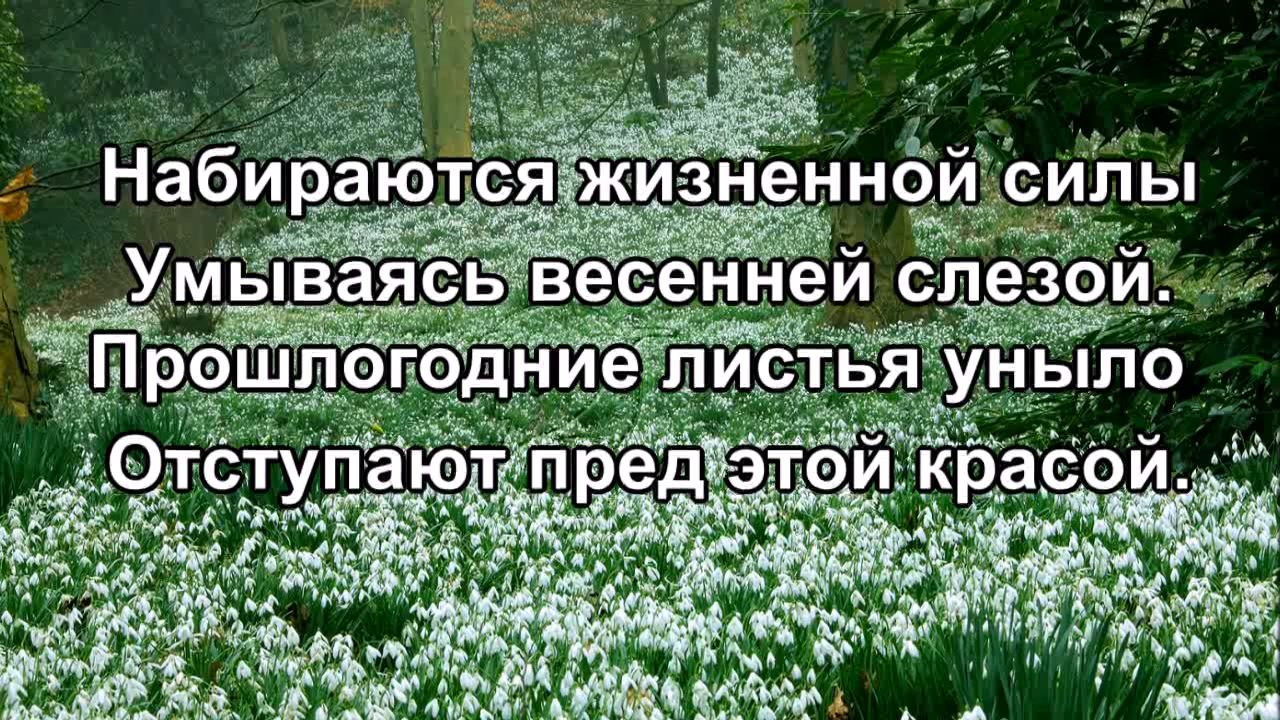 Набираются жизненной силы
Умываясь весенней слезой.
Прошлогодние листья уныло
Отступают пред этой красой.